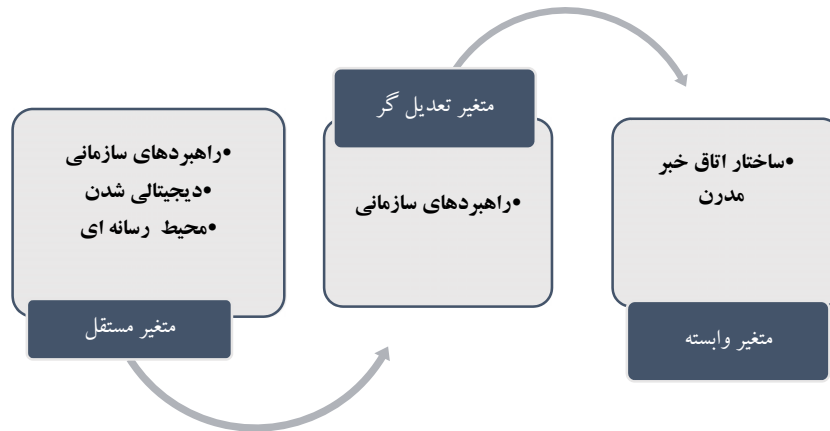 •راهبردهای سازمانی
•دیجیتالی شدن
•محیط رسانه ای
متغیر مستقل
متغیر تعدیل گر
•راهبردهای سازمانی
•ساختار اتاق خبر
مدرن
متغیر وابسته